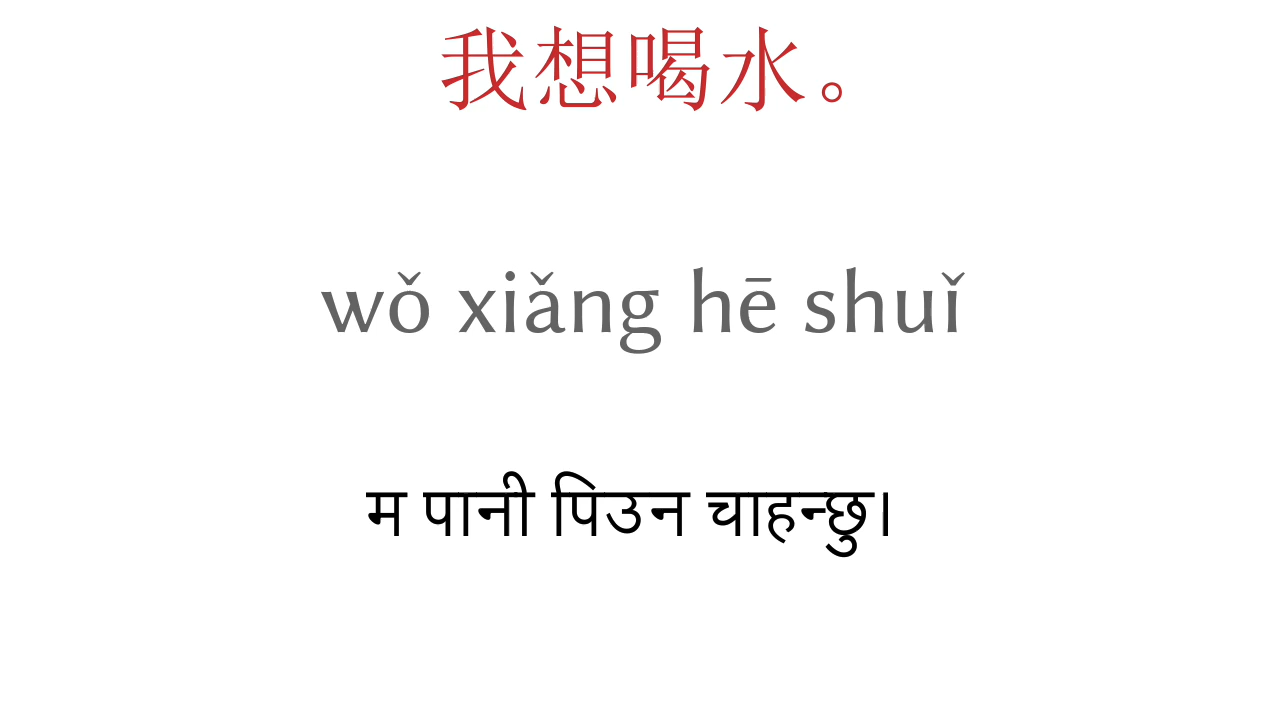 我想喝水。
wǒ xiǎng hē shuǐ
म पानी पिउन चाहन्छु।